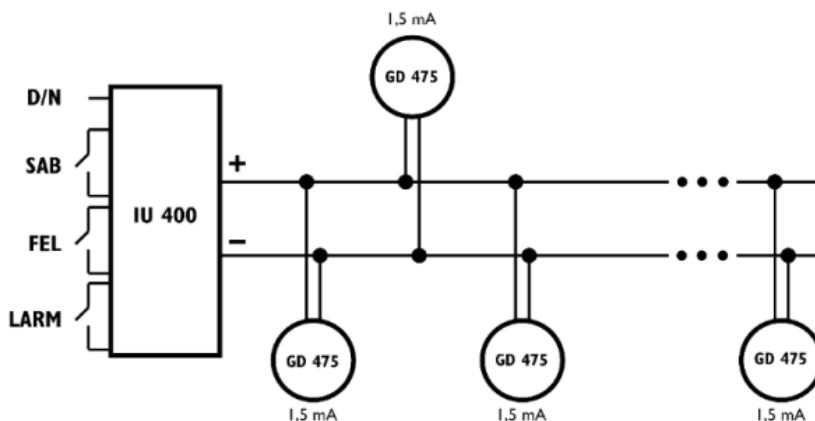 1,5 mA
GD 475
D/N
SAB
FEL
LARM
IU 400
+
–
GD 475
1,5 mA
GD 475
1,5 mA
GD 475
1,5 mA